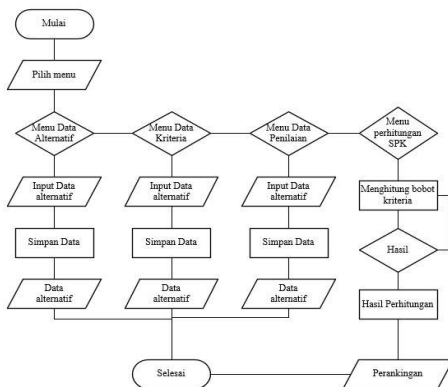 Mulai
Pilih menu
Menu Data
Alternatif
Menu Data
Kriteria
Menu Data
Penilaian
Menu
perhitungan
SPK
Input Data
alternatif
Input Data
alternatif
Input Data
alternatif
Menghitung bobot
kriteria
Simpan Data
Simpan Data
Simpan Data
Hasil
Data
alternatif
Data
alternatif
Data
alternatif
Hasil Perhitungan
Selesai
Perankingan